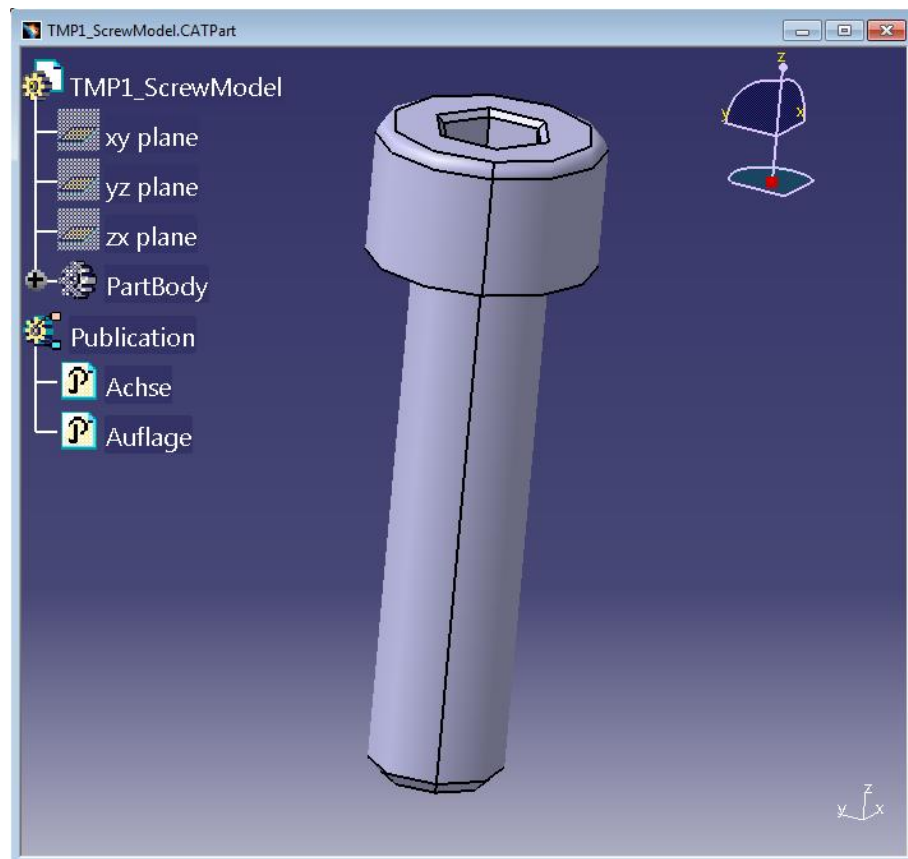 TMP1_ScrewModel.CATPart
TMP1_ScrewModel
xy plane
yz plane
zx plane
PartBody
Publication
Achse
Auflage
z
y x
z
y x